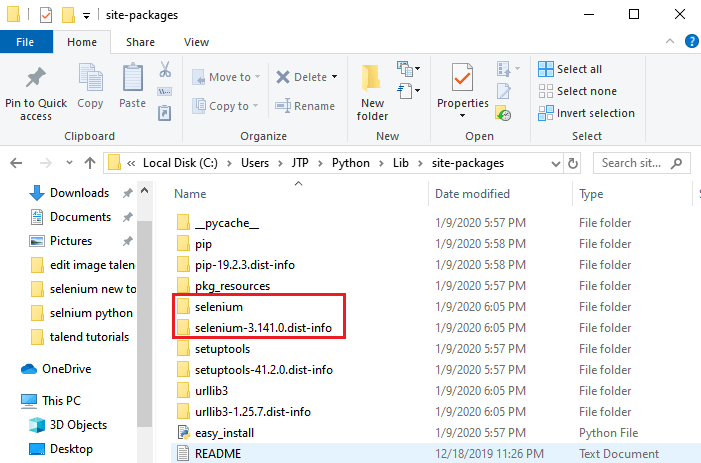 site-packages
File Home Share View
Pin to Quick access
Copy
Paste
Clipboard
Move to
Copy to
Delete
Rename
Organize
New folder
New
Properties
Open
Select all
Select none
Invert selection
Select
« Local Disk (C:) > Users > JTP > Python > Lib > site-packages
Search sit...
Downloads
Documents
Pictures
edit image talen
selenium new to
selnium python
talend tutorials
OneDrive
This PC
3D Objects
Desktop
Name Date modified Type
__pycache__ 1/9/2020 5:57 PM File folder
pip 1/9/2020 5:58 PM File folder
pip-19.2.3.dist-info 1/9/2020 5:58 PM File folder
pkg_resources 1/9/2020 5:57 PM File folder
selenium 1/9/2020 6:05 PM File folder
selenium-3.141.0.dist-info 1/9/2020 6:05 PM File folder
setuptools 1/9/2020 5:57 PM File folder
setuptools-41.2.0.dist-info 1/9/2020 5:57 PM File folder
urllib3 1/9/2020 6:05 PM File folder
urllib3-1.25.7.dist-info 1/9/2020 6:05 PM File folder
easy_install 1/9/2020 5:57 PM Python File
README 12/18/2019 11:26 PM Text Document